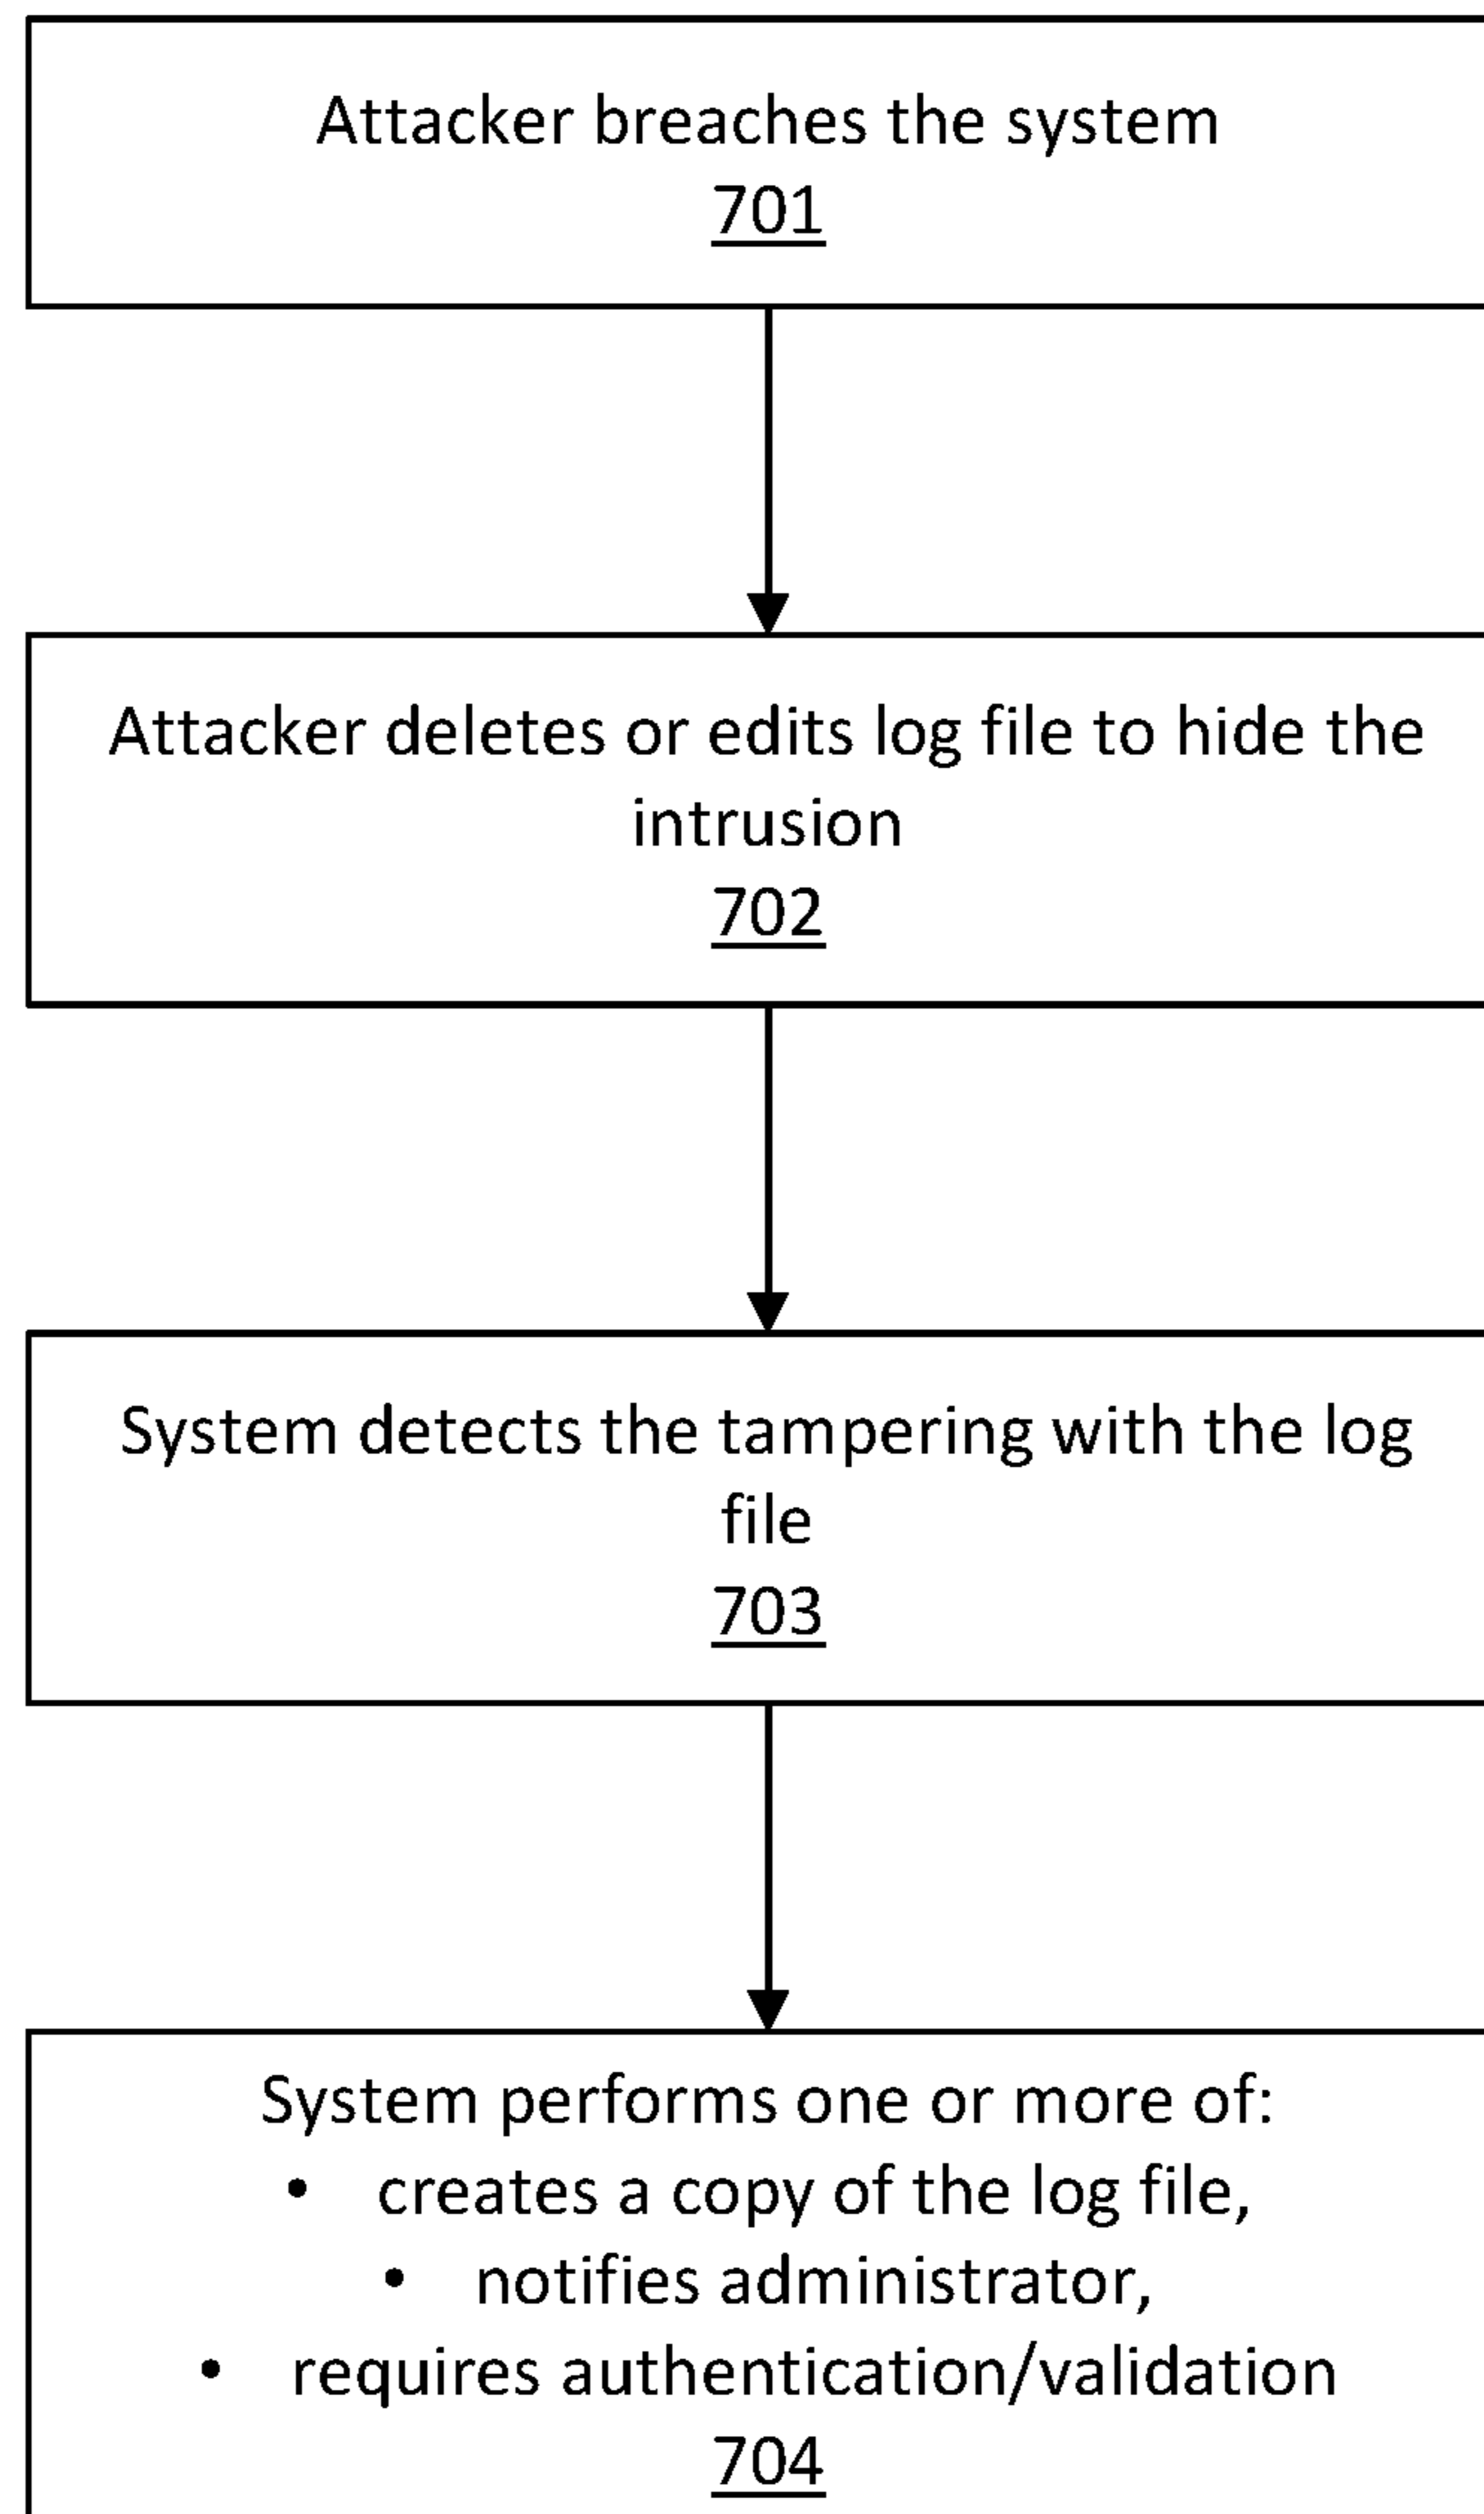 Attacker breaches the system
701
Attacker deletes or edits log file to hide the
intrusion
702
System detects the tampering with the log
file
703
System performs one or more of:
• creates a copy of the log file,
• notifies administrator,
• requires authentication/validation
704